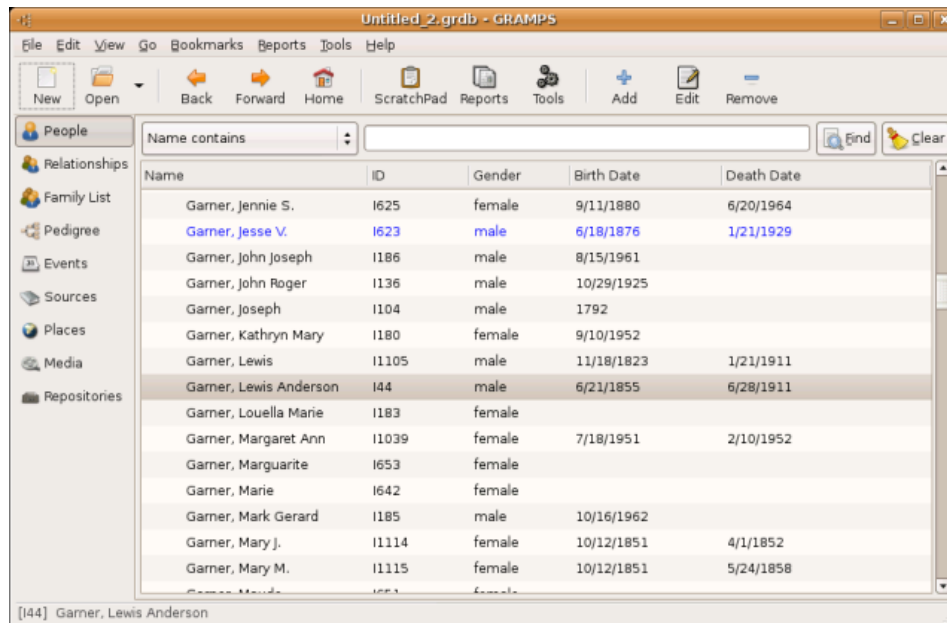 Untitled_2.grdb - GRAMPS
File Edit View Go Bookmarks Reports Tools Help
New Open Back Forward Home ScratchPad Reports Tools Add Edit Remove
People
Relationships
Family List
Pedigree
Events
Sources
Places
Media
Repositories
Name contains Find Clear
Name ID Gender Birth Date Death Date
Garner, Jennie S. I625 female 9/11/1880 6/20/1964
Garner, Jesse V. I623 male 6/18/1876 1/21/1929
Garner, John Joseph I186 male 8/15/1961
Garner, John Roger I136 male 10/29/1925
Garner, Joseph I104 male 1792
Garner, Kathryn Mary I180 female 9/10/1952
Garner, Lewis I1105 male 11/18/1823 1/21/1911
Garner, Lewis Anderson I44 male 6/21/1855 6/28/1911
Garner, Louella Marie I183 female
Garner, Margaret Ann I1039 female 7/18/1951 2/10/1952
Garner, Marguarite I653 female
Garner, Marie I642 female
Garner, Mark Gerard I185 male 10/16/1962
Garner, Mary J. I1114 female 10/12/1851 4/1/1852
Garner, Mary M. I1115 female 10/12/1851 5/24/1858
[I44] Garner, Lewis Anderson